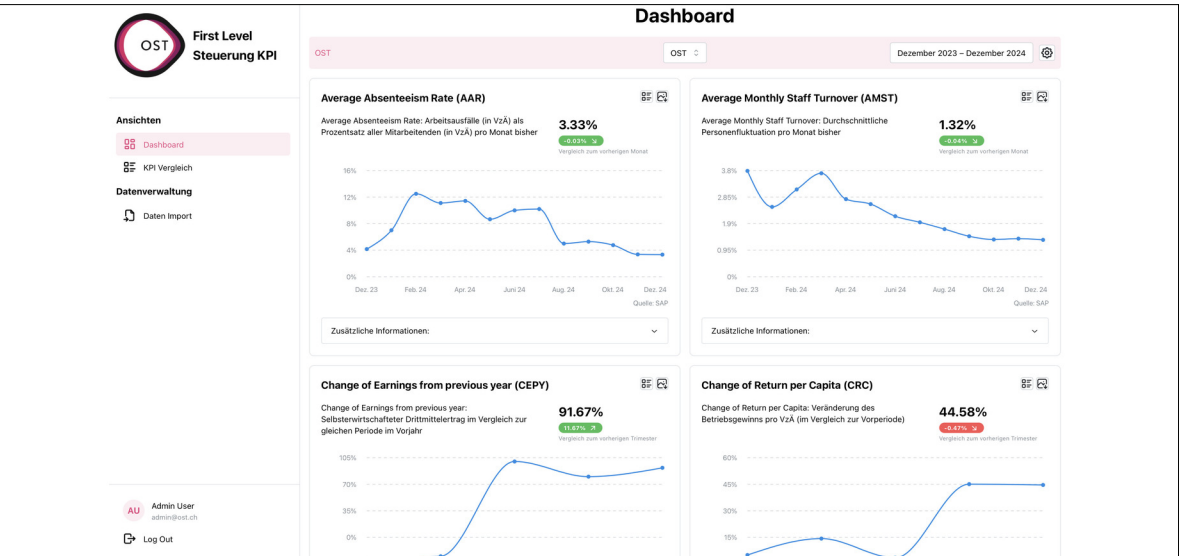 Dashboard
OST
First Level
Steuerung KPI
OST
OST
Dezember 2023 – Dezember 2024
Ansichten
Dashboard
KPI Vergleich
Datenverwaltung
Daten Import
Average Absenteeism Rate (AAR)
Average Absenteeism Rate: Arbeitsausfälle (in VzÄ) als
Prozentsatz aller Mitarbeitenden (in VzÄ) pro Monat bisher
3.33%
-0.03%
Vergleich zum vorherigen Monat
16%
12%
8%
4%
0%
Dez. 23 Feb. 24 Apr. 24 Juni 24 Aug. 24 Okt. 24 Dez. 24
Quelle: SAP
Zusätzliche Informationen:
Average Monthly Staff Turnover (AMST)
Average Monthly Staff Turnover: Durchschnittliche
Personenfluktuation pro Monat bisher
1.32%
-0.04%
Vergleich zum vorherigen Monat
3.8%
2.85%
1.9%
0.95%
0%
Dez. 23 Feb. 24 Apr. 24 Juni 24 Aug. 24 Okt. 24 Dez. 24
Quelle: SAP
Zusätzliche Informationen:
Change of Earnings from previous year (CEPY)
Change of Earnings from previous year:
Selbsterwirtschafteter Drittmittelertrag im Vergleich zur
gleichen Periode im Vorjahr
91.67%
11.67%
Vergleich zum vorherigen Trimester
105%
70%
35%
0%
Change of Return per Capita (CRC)
Change of Return per Capita: Veränderung des
Betriebsgewinns pro VzÄ (im Vergleich zur Vorperiode)
44.58%
-0.47%
Vergleich zum vorherigen Trimester
60%
45%
30%
15%
AU
Admin User
admin@ost.ch
Log Out